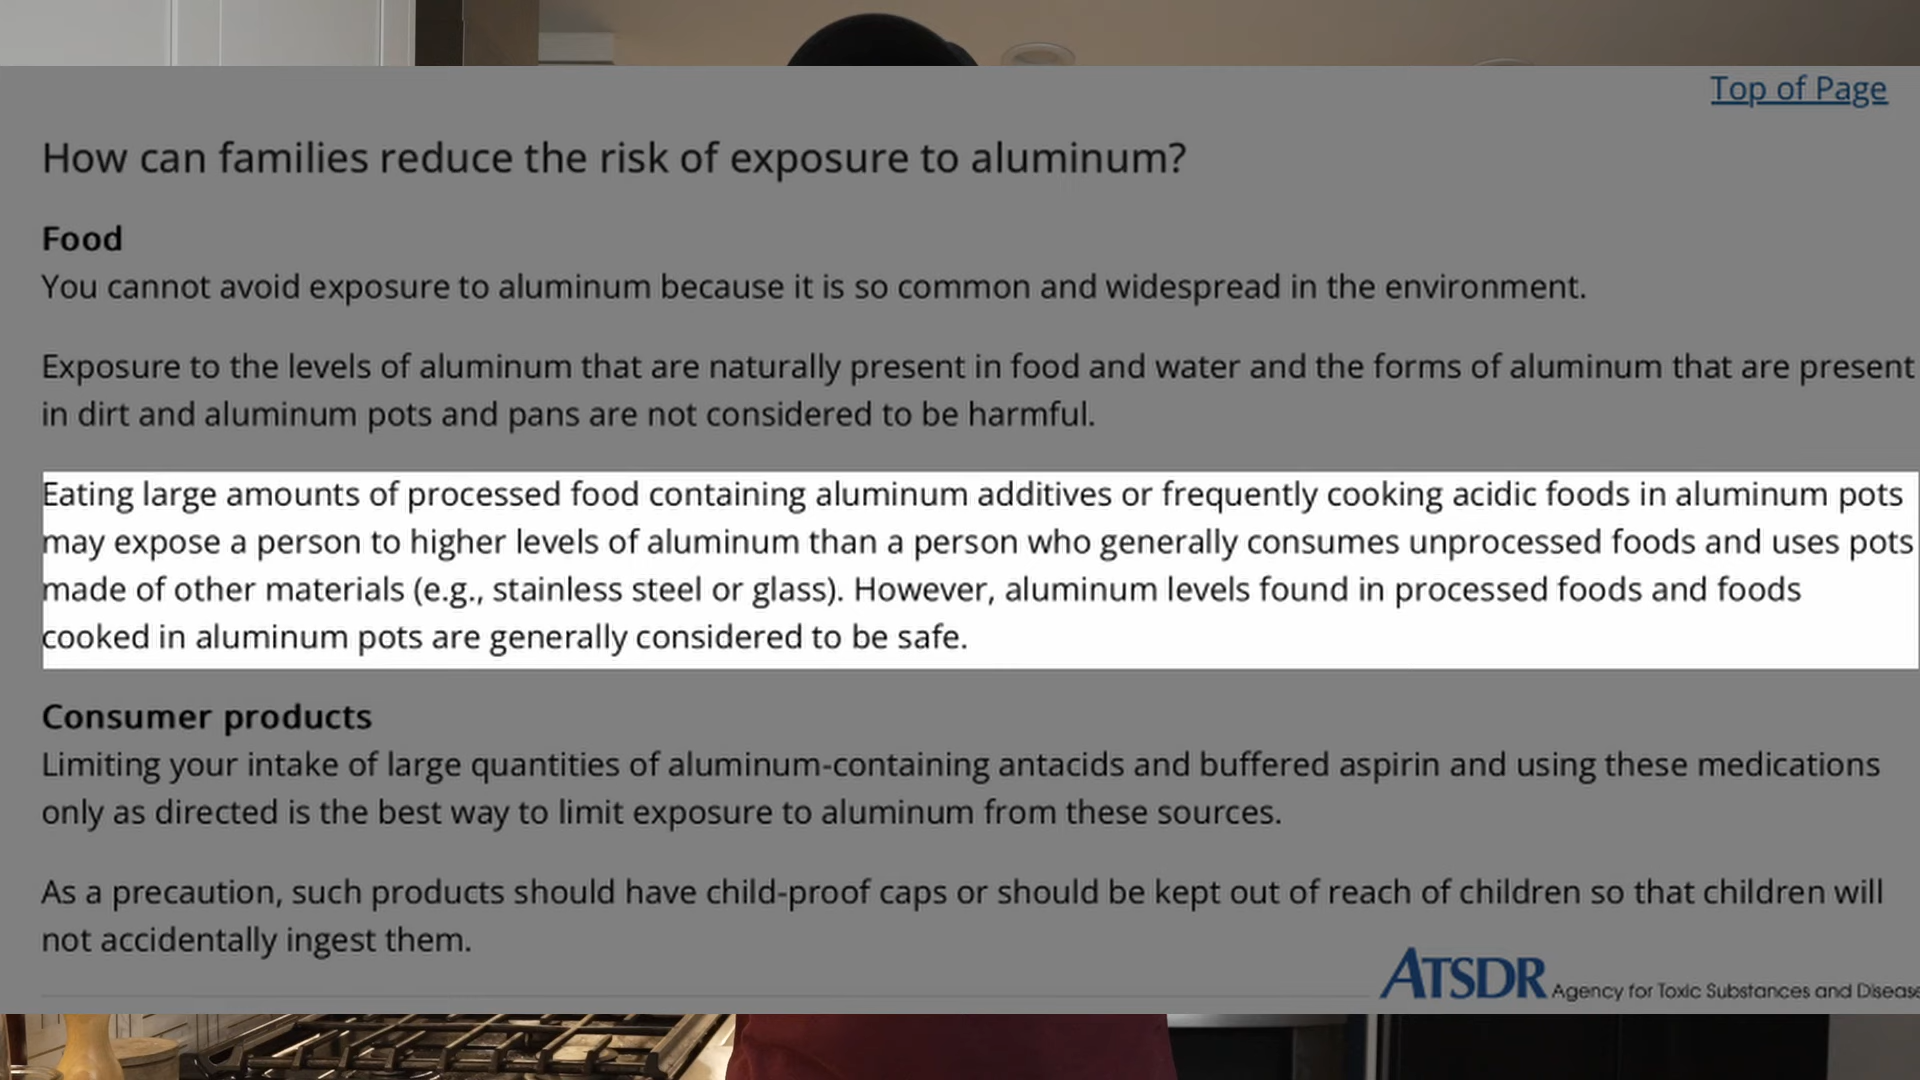 Top of Page
How can families reduce the risk of exposure to aluminum?
Food
You cannot avoid exposure to aluminum because it is so common and widespread in the environment.
Exposure to the levels of aluminum that are naturally present in food and water and the forms of aluminum that are present
in dirt and aluminum pots and pans are not considered to be harmful.
Eating large amounts of processed food containing aluminum additives or frequently cooking acidic foods in aluminum pots
may expose a person to higher levels of aluminum than a person who generally consumes unprocessed foods and uses pots
made of other materials (e.g., stainless steel or glass). However, aluminum levels found in processed foods and foods
cooked in aluminum pots are generally considered to be safe.
Consumer products
Limiting your intake of large quantities of aluminum-containing antacids and buffered aspirin and using these medications
only as directed is the best way to limit exposure to aluminum from these sources.
As a precaution, such products should have child-proof caps or should be kept out of reach of children so that children will
not accidentally ingest them.
ATSDR Agency for Toxic Substances and Disease